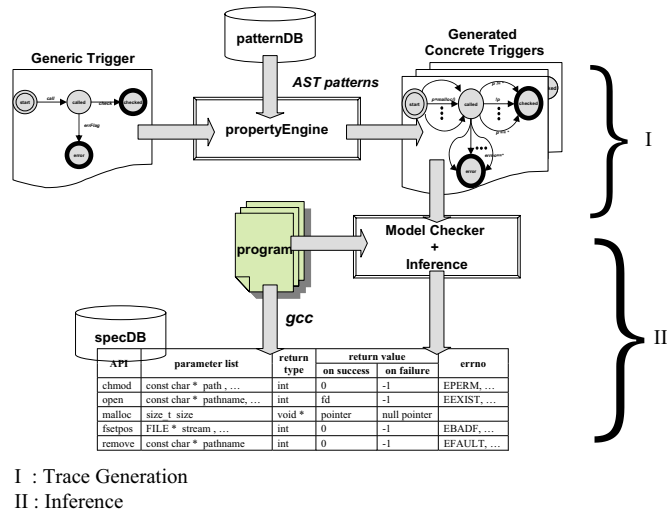 patternDB
Generic Trigger
Generated
Concrete Triggers
AST patterns
start
call
called
check
checked
errFlag
error
propertyEngine
start
called
!p
checked
error
I
program
Model Checker
+
Inference
gcc
II
specDB
API parameter list return type return value errno
on success on failure
chmod const char * path , … int 0 -1 EPERM, …
open const char * pathname, … int fd -1 EEXIST, …
malloc size_t size void * pointer null pointer
fsetpos FILE * stream , … int 0 -1 EBADF, …
remove const char * pathname int 0 -1 EFAULT, …
I : Trace Generation
II : Inference